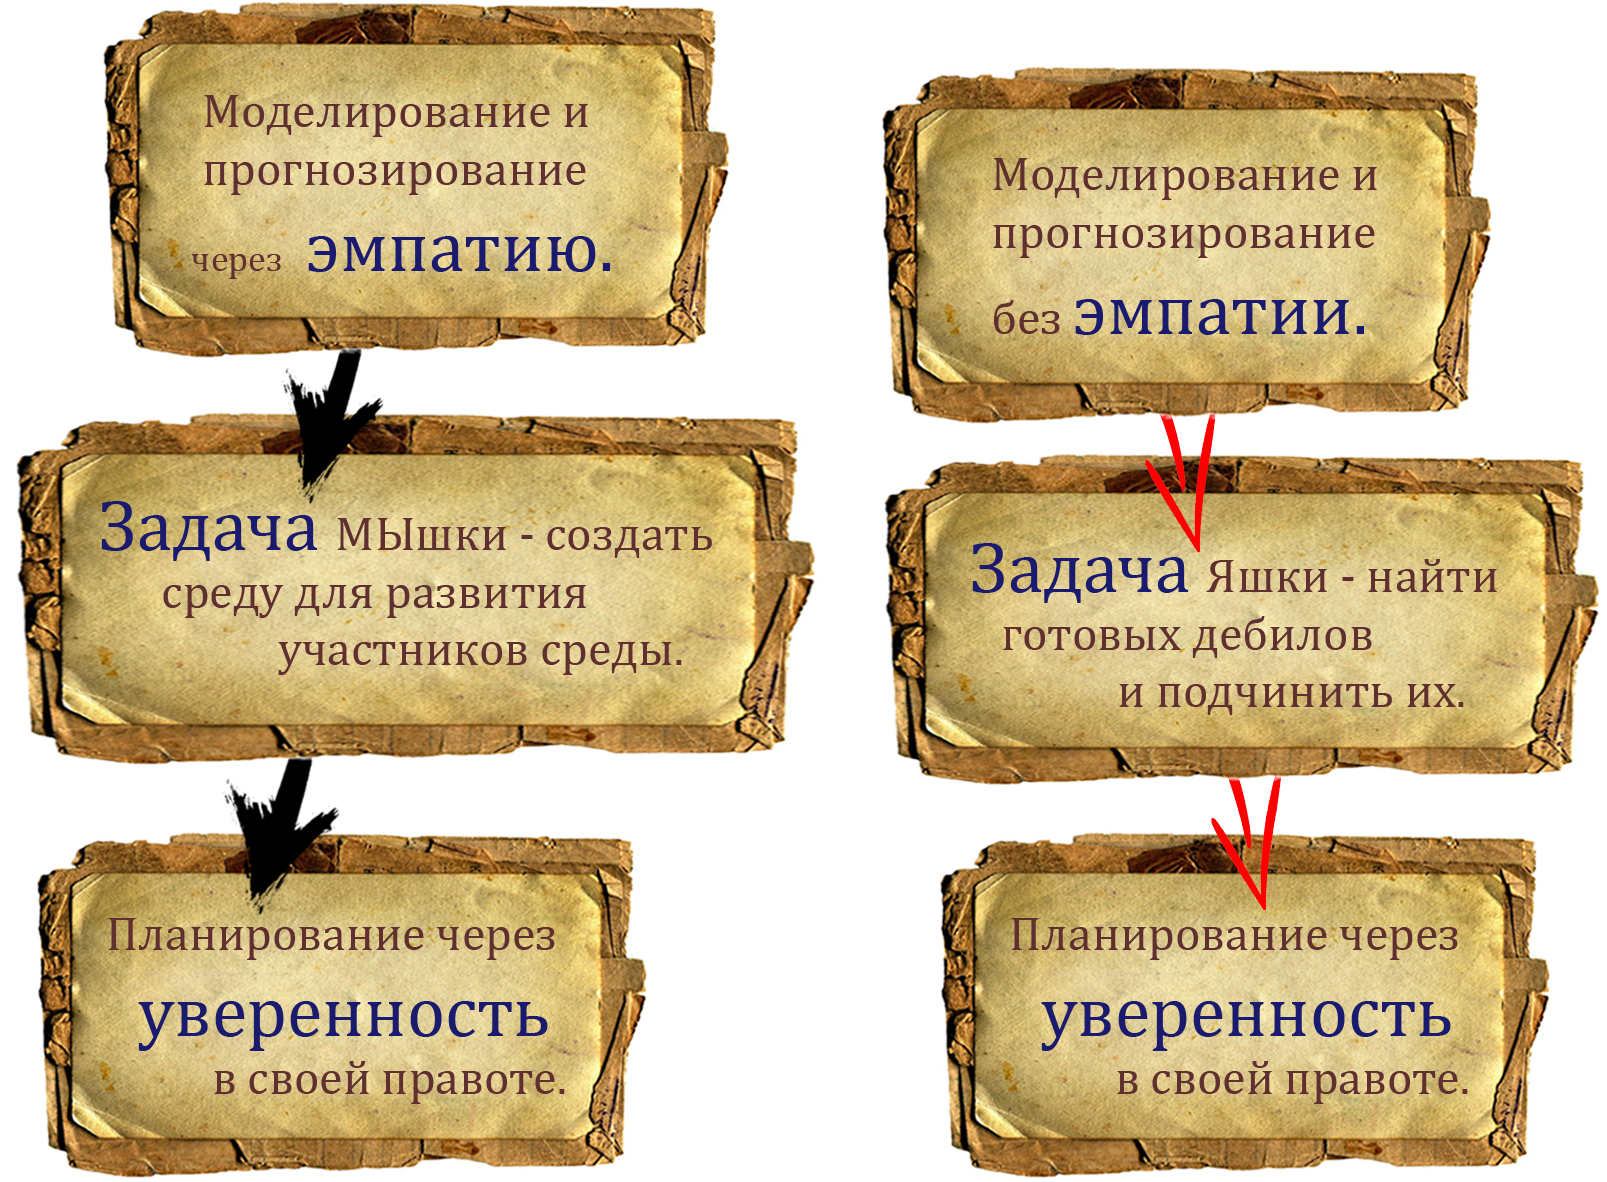 Моделирование и
прогнозирование
через эмпатию.
Задача МЫшки - создать
среду для развития
участников среды.
Планирование через
уверенность
в своей правоте.
Моделирование и
прогнозирование
без эмпатии.
Задача Яшки - найти
готовых дебилов
и подчинить их.
Планирование через
уверенность
в своей правоте.